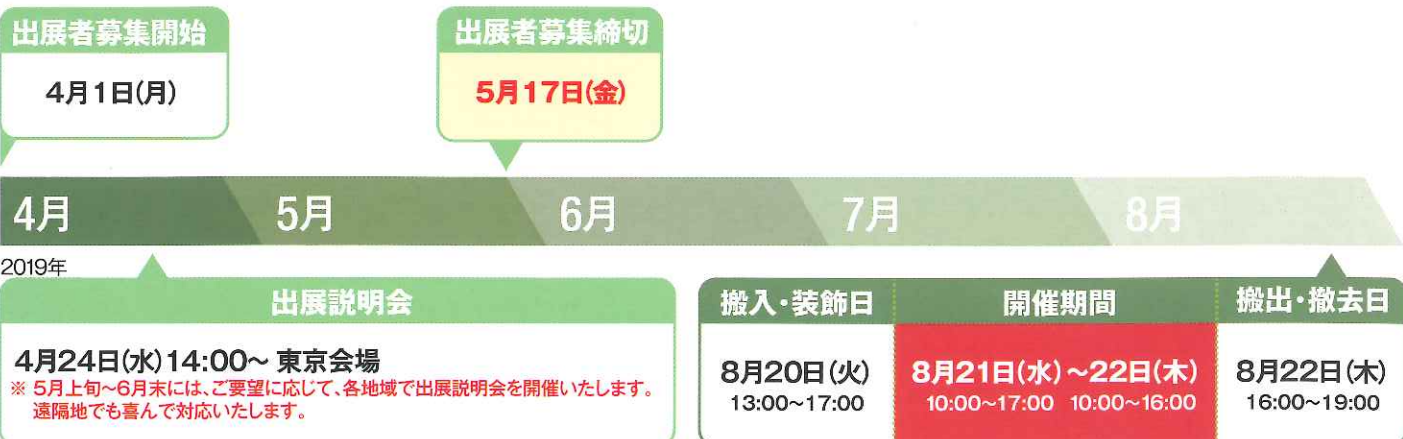 出展者募集開始
4月1日(月)
出展者募集締切
5月17日(金)
4月
5月
6月
7月
8月
2019年
出展説明会
4月24日(水)14:00〜 東京会場
※ 5月上旬〜6月末には、ご要望に応じて、各地域で出展説明会を開催いたします。
遠隔地でも喜んで対応いたします。
搬入・装飾日
8月20日(火)
13:00〜17:00
開催期間
8月21日(水)〜22日(木)
10:00〜17:00 10:00〜16:00
搬出・撤去日
8月22日(木)
16:00〜19:00